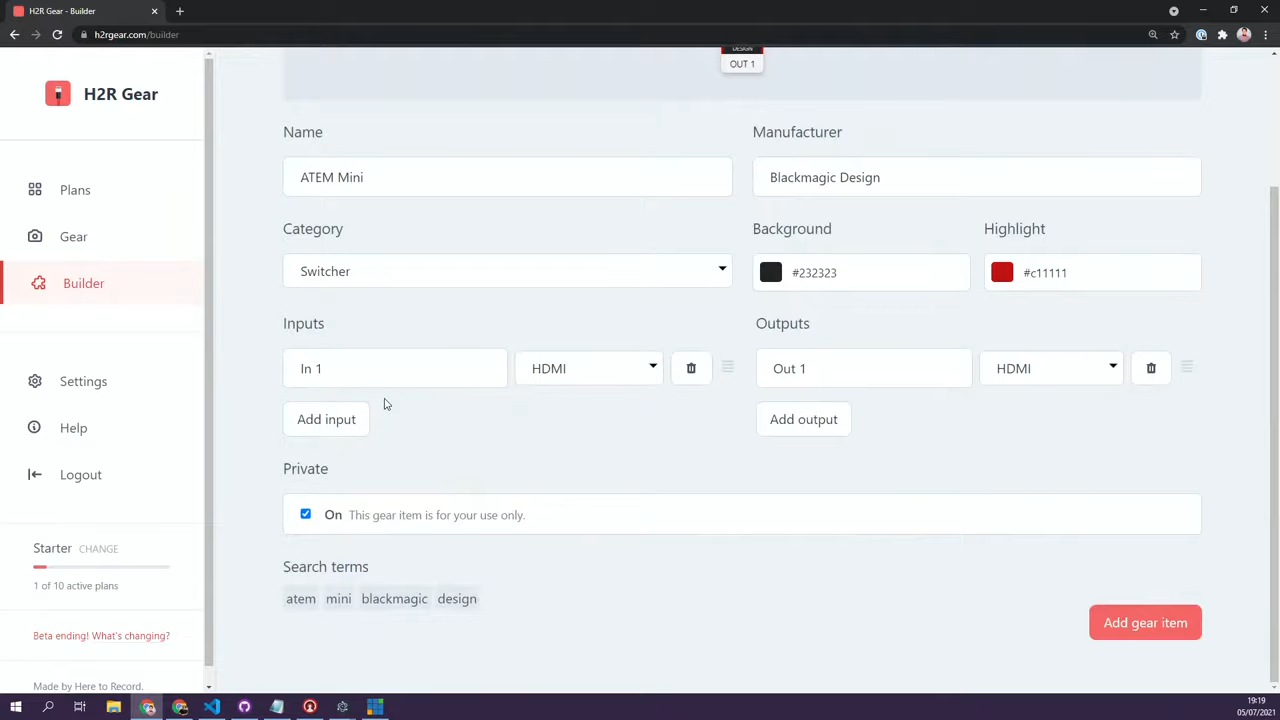 H2R Gear - Builder
h2rgear.com/builder
H2R Gear
Plans
Gear
Builder
Settings
Help
Logout
Starter CHANGE
1 of 10 active plans
Beta ending! What's changing?
Made by Here to Record.
DESIGN
OUT 1
Name
Manufacturer
ATEM Mini
Blackmagic Design
Category
Background
Highlight
Switcher
#232323
#c11111
Inputs
Outputs
In 1
HDMI
Out 1
HDMI
Add input
Add output
Private
On This gear item is for your use only.
Search terms
atem mini blackmagic design
Add gear item
19:19
05/07/2021